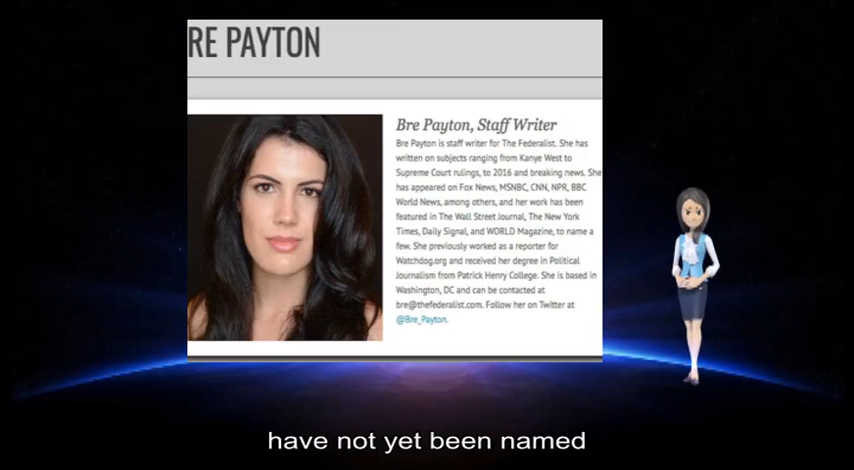 BRE PAYTON
Bre Payton, Staff Writer
Bre Payton is staff writer for The Federalist. She has
written on subjects ranging from Kanye West to
Supreme Court rulings, to 2016 and breaking news. She
has appeared on Fox News, MSNBC, CNN, NPR, BBC
World News, among others, and her work has been
featured in The Wall Street Journal, The New York
Times, Daily Signal, and WORLD Magazine, to name a
few. She previously worked as a reporter for
Watchdog.org and received her degree in Political
Journalism from Patrick Henry College. She is based in
Washington, DC and can be contacted at
bre@thefederalist.com. Follow her on Twitter at
@Bre_Payton.
have not yet been named